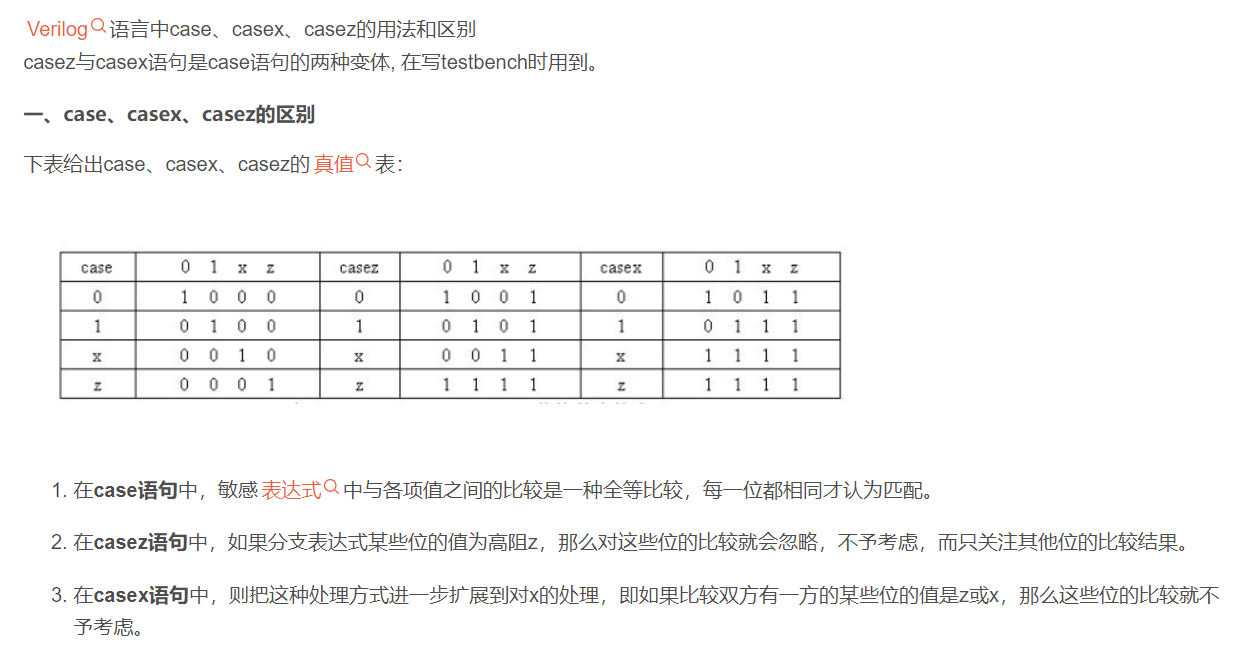 Verilog语言中case、casex、casez的用法和区别
casez与casex语句是case语句的两种变体, 在写testbench时用到。
一、case、casex、casez的区别
下表给出case、casex、casez的真值表：
case 0 1 x z casez 0 1 x z casex 0 1 x z
0 1 0 0 0 0 1 0 0 1 0 1 0 1 1
1 0 1 0 0 1 0 1 0 1 1 0 1 1 1
x 0 0 1 0 x 0 0 1 1 x 1 1 1 1
z 0 0 0 1 z 1 1 1 1 z 1 1 1 1
1. 在case语句中，敏感表达式中与各项值之间的比较是一种全等比较，每一位都相同才认为匹配。
2. 在casez语句中，如果分支表达式某些位的值为高阻z，那么对这些位的比较就会忽略，不予考虑，而只关注其他位的比较结果。
3. 在casex语句中，则把这种处理方式进一步扩展到对x的处理，即如果比较双方有一方的某些位的值是z或x，那么这些位的比较就不
予考虑。